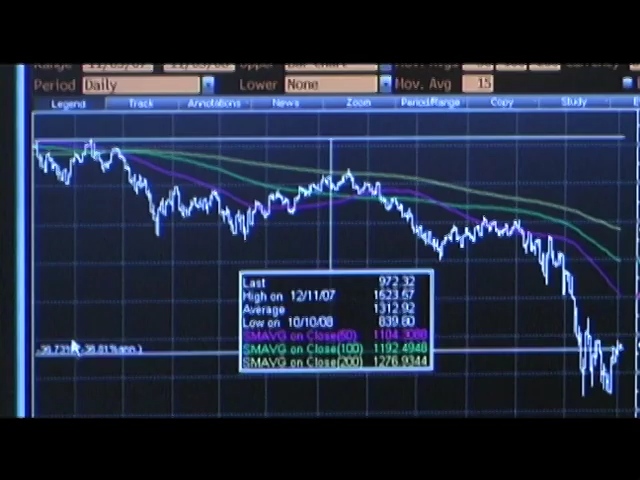 Range
Period Daily Lower None Mov. Avg 15
Legend Track Annotations News Zoom Period/Range Copy Study
Last 972.32
High on 12/11/07 1523.57
Average 1312.92
Low on 10/10/08 839.80
SMAVG on Close(50) 1104.3088
SMAVG on Close(100) 1192.4948
SMAVG on Close(200) 1276.9344